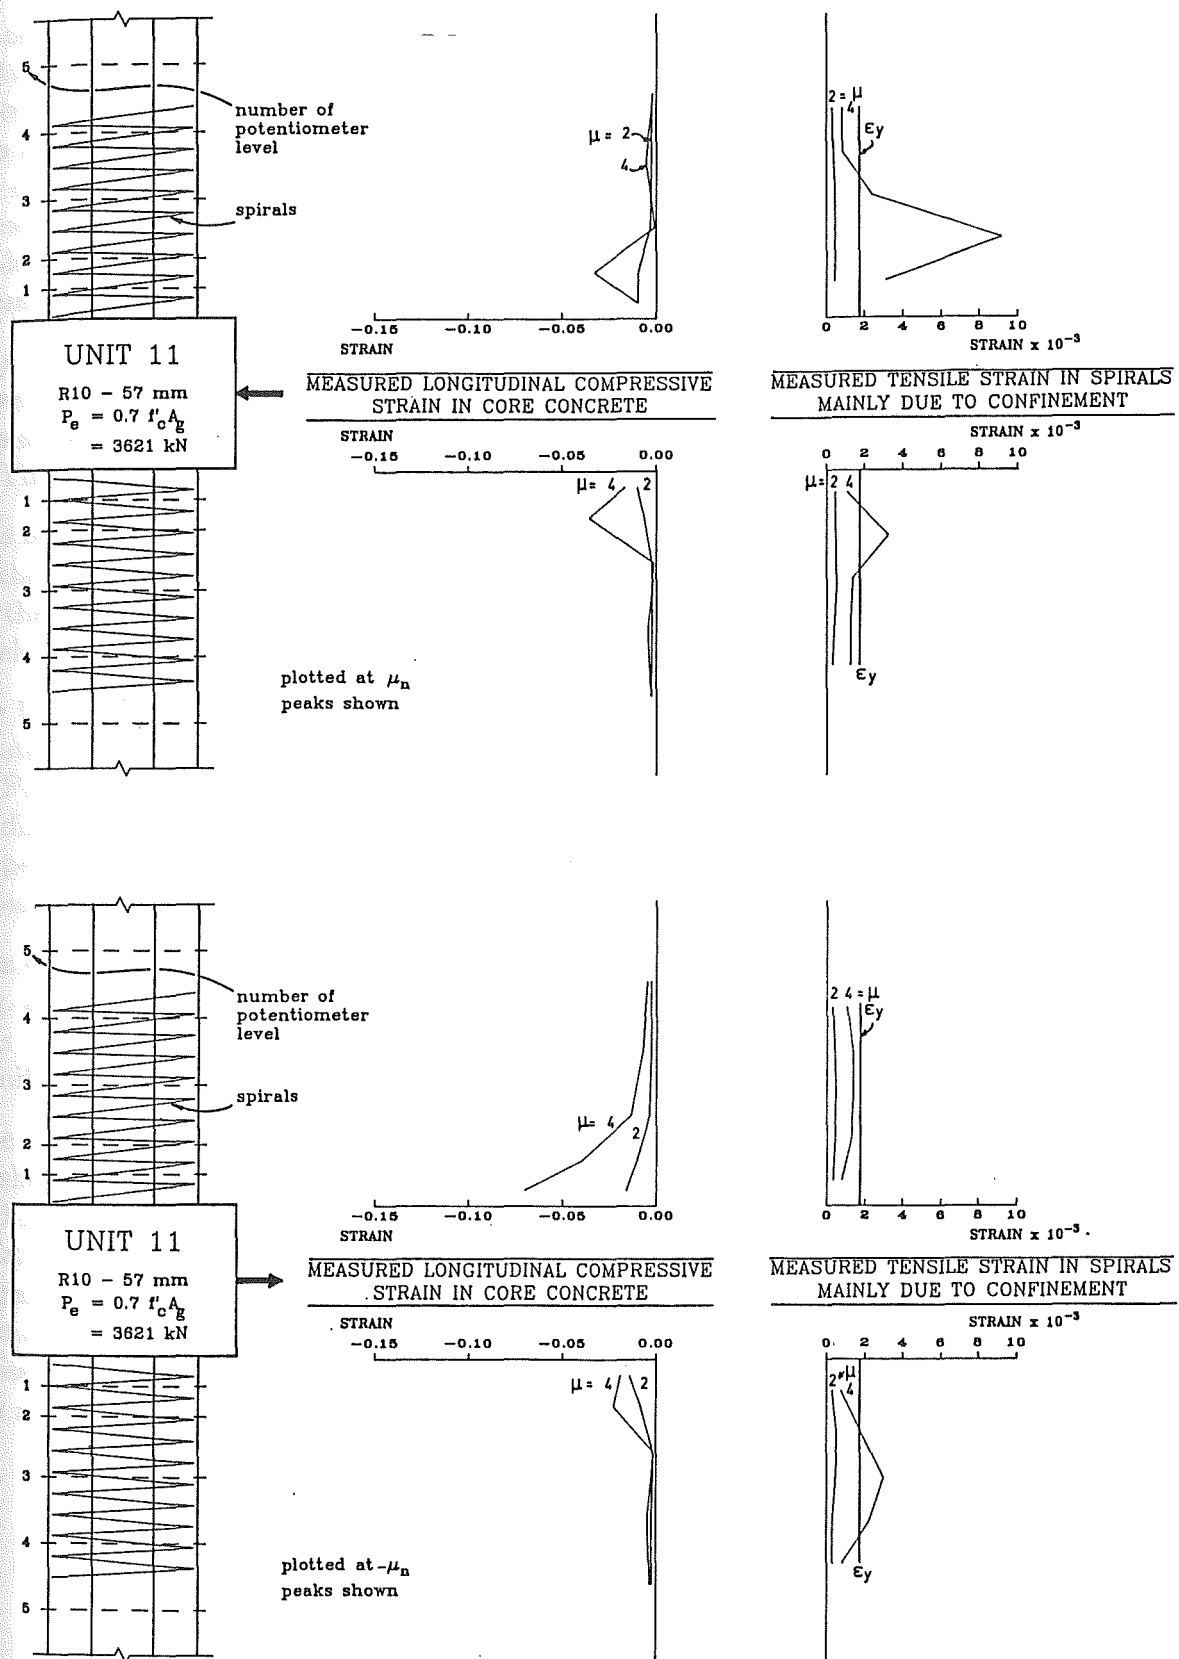 5
4
3
2
1
number of
potentiometer
level
spirals
μ = 2
4
2 = μ
4
εy
-0.15 -0.10 -0.05 0.00
STRAIN
0 2 4 6 8 10
STRAIN x 10⁻³
UNIT 11
R10 - 57 mm
Pe = 0.7 f'c Ag
= 3621 kN
MEASURED LONGITUDINAL COMPRESSIVE
STRAIN IN CORE CONCRETE
MEASURED TENSILE STRAIN IN SPIRALS
MAINLY DUE TO CONFINEMENT
STRAIN
-0.15 -0.10 -0.05 0.00
STRAIN x 10⁻³
0 2 4 6 8 10
μ= 4 2
μ= 2 4
εy
1
2
3
4
5
plotted at μn
peaks shown
5
4
3
2
1
number of
potentiometer
level
spirals
μ= 4
2
2 4 = μ
εy
-0.15 -0.10 -0.05 0.00
STRAIN
0 2 4 6 8 10
STRAIN x 10⁻³
UNIT 11
R10 - 57 mm
Pe = 0.7 f'c Ag
= 3621 kN
MEASURED LONGITUDINAL COMPRESSIVE
STRAIN IN CORE CONCRETE
MEASURED TENSILE STRAIN IN SPIRALS
MAINLY DUE TO CONFINEMENT
STRAIN
-0.15 -0.10 -0.05 0.00
STRAIN x 10⁻³
0 2 4 6 8 10
μ= 4 2
2 = μ
4
εy
1
2
3
4
5
plotted at -μn
peaks shown